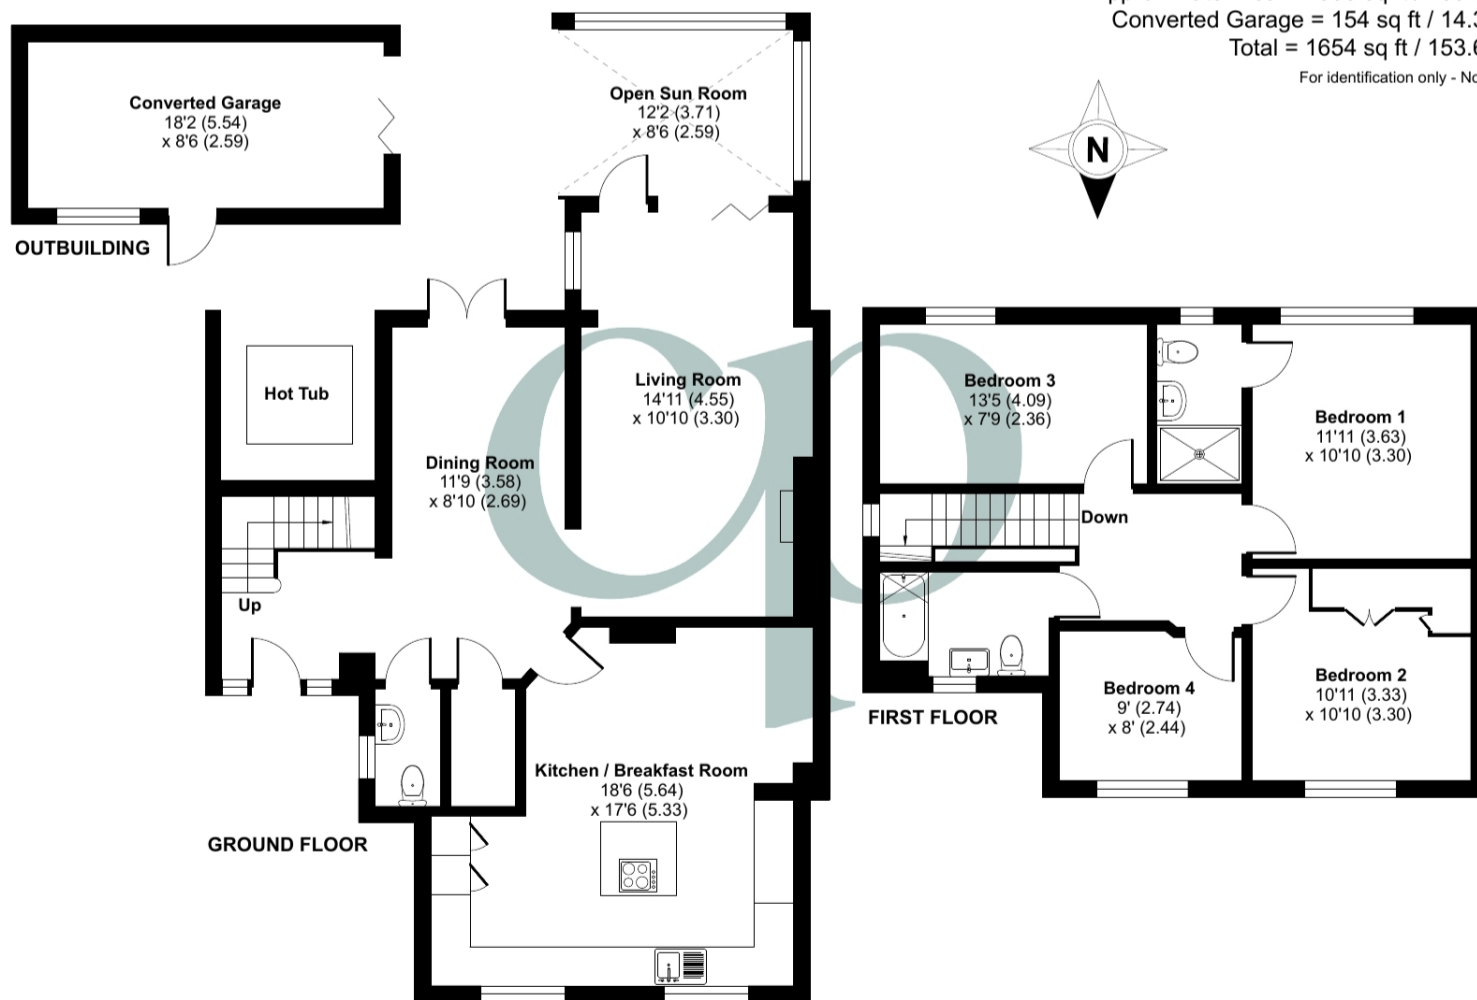 Converted Garage = 154 sq ft / 14.3
Total = 1654 sq ft / 153.6
For identification only - No
N
Converted Garage
18'2 (5.54)
x 8'6 (2.59)
OUTBUILDING
Open Sun Room
12'2 (3.71)
x 8'6 (2.59)
Hot Tub
Living Room
14'11 (4.55)
x 10'10 (3.30)
Dining Room
11'9 (3.58)
x 8'10 (2.69)
Up
Kitchen / Breakfast Room
18'6 (5.64)
x 17'6 (5.33)
GROUND FLOOR
Bedroom 3
13'5 (4.09)
x 7'9 (2.36)
Bedroom 1
11'11 (3.63)
x 10'10 (3.30)
Down
Bedroom 4
9' (2.74)
x 8' (2.44)
Bedroom 2
10'11 (3.33)
x 10'10 (3.30)
FIRST FLOOR
cp